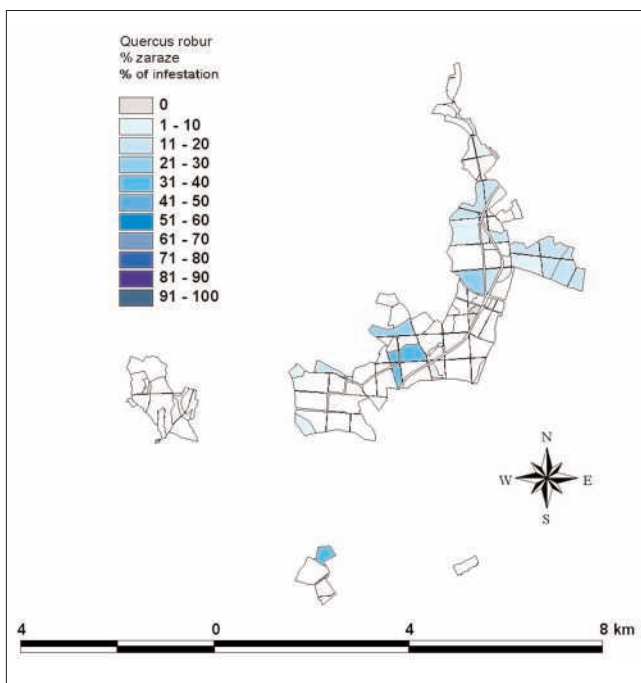 Quercus robur
% zaraze
% of infestation
0
1 - 10
11 - 20
21 - 30
31 - 40
41 - 50
51 - 60
61 - 70
71 - 80
81 - 90
91 - 100
N
W E
S
4 0 4 8 km